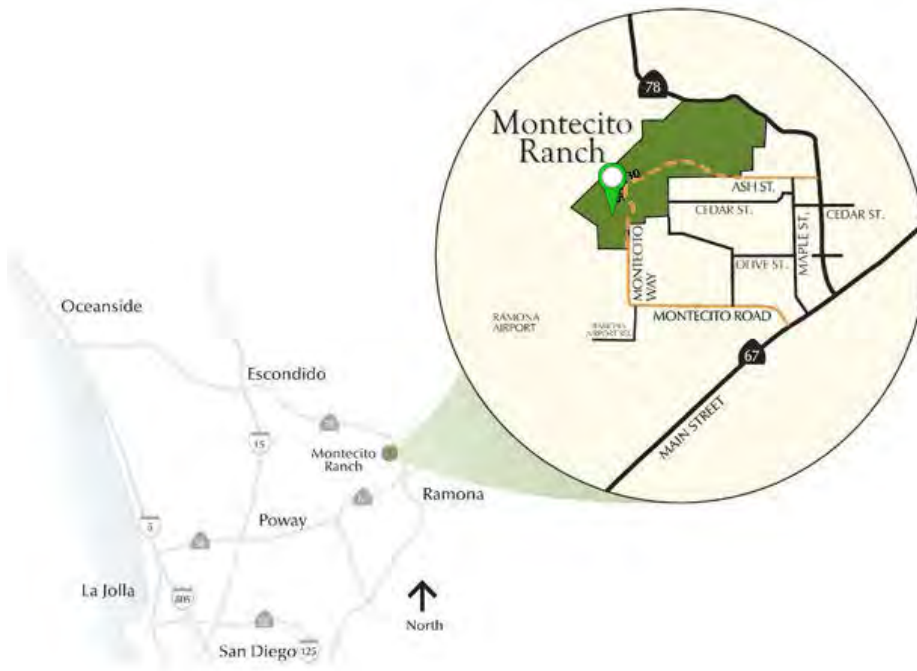 78
Montecito
Ranch
30
ASH ST.
CEDAR ST.
CEDAR ST.
MAPLE ST.
MONTECITO
WAY
OLIVE ST.
MONTECITO ROAD
RAMONA
AIRPORT
67
MAIN STREET
Oceanside
Escondido
15
Montecito
Ranch
Ramona
Poway
5
La Jolla
805
North
San Diego
125